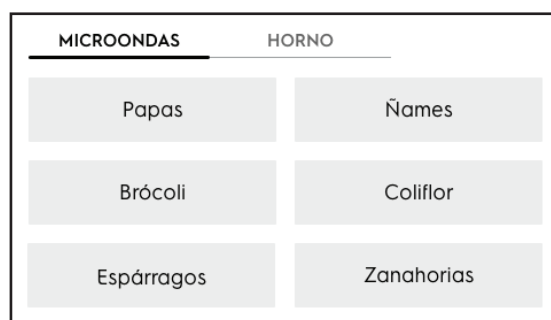 MICROONDAS HORNO
Papas Ñames
Brócoli Coliflor
Espárragos Zanahorias